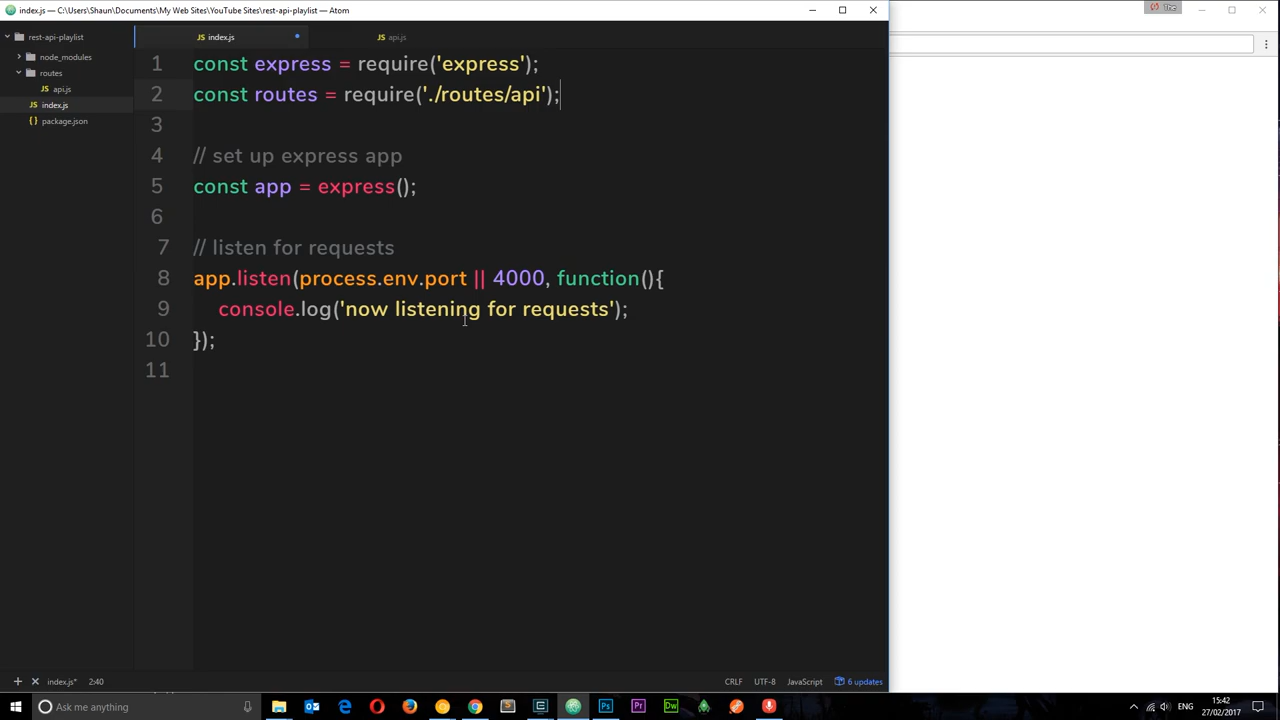 index.js — C:\Users\Shaun\Documents\My Web Sites\YouTube Sites\rest-api-playlist — Atom
The
rest-api-playlist
node_modules
routes
api.js
index.js
package.json
index.js
api.js
1 const express = require('express');
2 const routes = require('./routes/api');
3
4 // set up express app
5 const app = express();
6
7 // listen for requests
8 app.listen(process.env.port || 4000, function(){
9 console.log('now listening for requests');
10 });
11
index.js* 2:40
CRLF UTF-8 JavaScript 6 updates
Ask me anything
ENG
15:42
27/02/2017